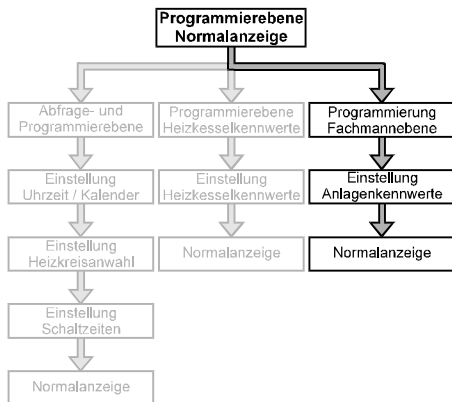 Programmierebene
Normalanzeige
Abfrage- und
Programmierebene
Programmierebene
Heizkesselkennwerte
Programmierung
Fachmannebene
Einstellung
Uhrzeit / Kalender
Einstellung
Heizkesselkennwerte
Einstellung
Anlagenkennwerte
Einstellung
Heizkreisanwahl
Normalanzeige
Normalanzeige
Einstellung
Schaltzeiten
Normalanzeige